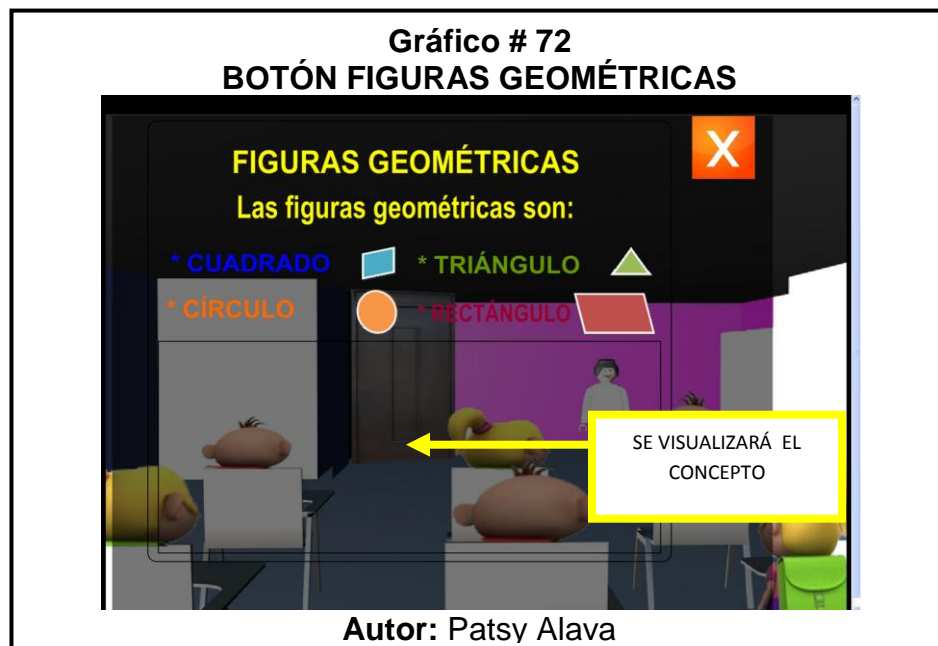 Gráfico # 72
BOTÓN FIGURAS GEOMÉTRICAS
X
FIGURAS GEOMÉTRICAS
Las figuras geométricas son:
* CUADRADO * TRIÁNGULO
* CÍRCULO * RECTÁNGULO
SE VISUALIZARÁ EL
CONCEPTO
Autor: Patsy Alava